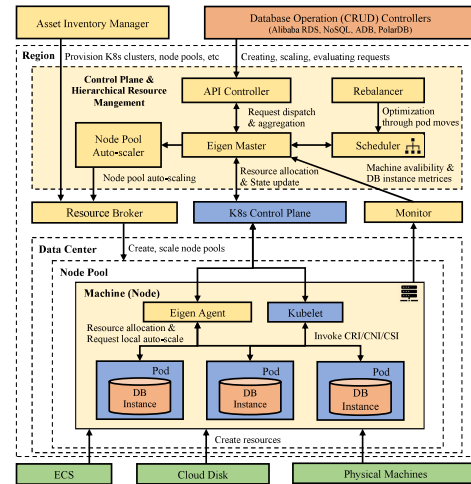 Asset Inventory Manager
Database Operation (CRUD) Controllers
(Alibaba RDS, NoSQL, ADB, PolarDB)
Region
Provision K8s clusters, node pools, etc
Creating, scaling, evaluating requests
Control Plane &
Hierarchical Resource
Mangement
API Controller
Rebalancer
Request dispatch
& aggregation
Optimization
through pod moves
Node Pool
Auto-scaler
Eigen Master
Scheduler
Node pool auto-scaling
Resource allocation
& State update
Machine avalibility &
DB instance metrices
Resource Broker
K8s Control Plane
Monitor
Data Center
Create, scale node pools
Node Pool
Machine (Node)
Eigen Agent
Kubelet
Resource allocation &
Request local auto-scale
Invoke CRI/CNI/CSI
Pod
DB
Instance
Pod
DB
Instance
Pod
DB
Instance
Create resources
ECS
Cloud Disk
Physical Machines